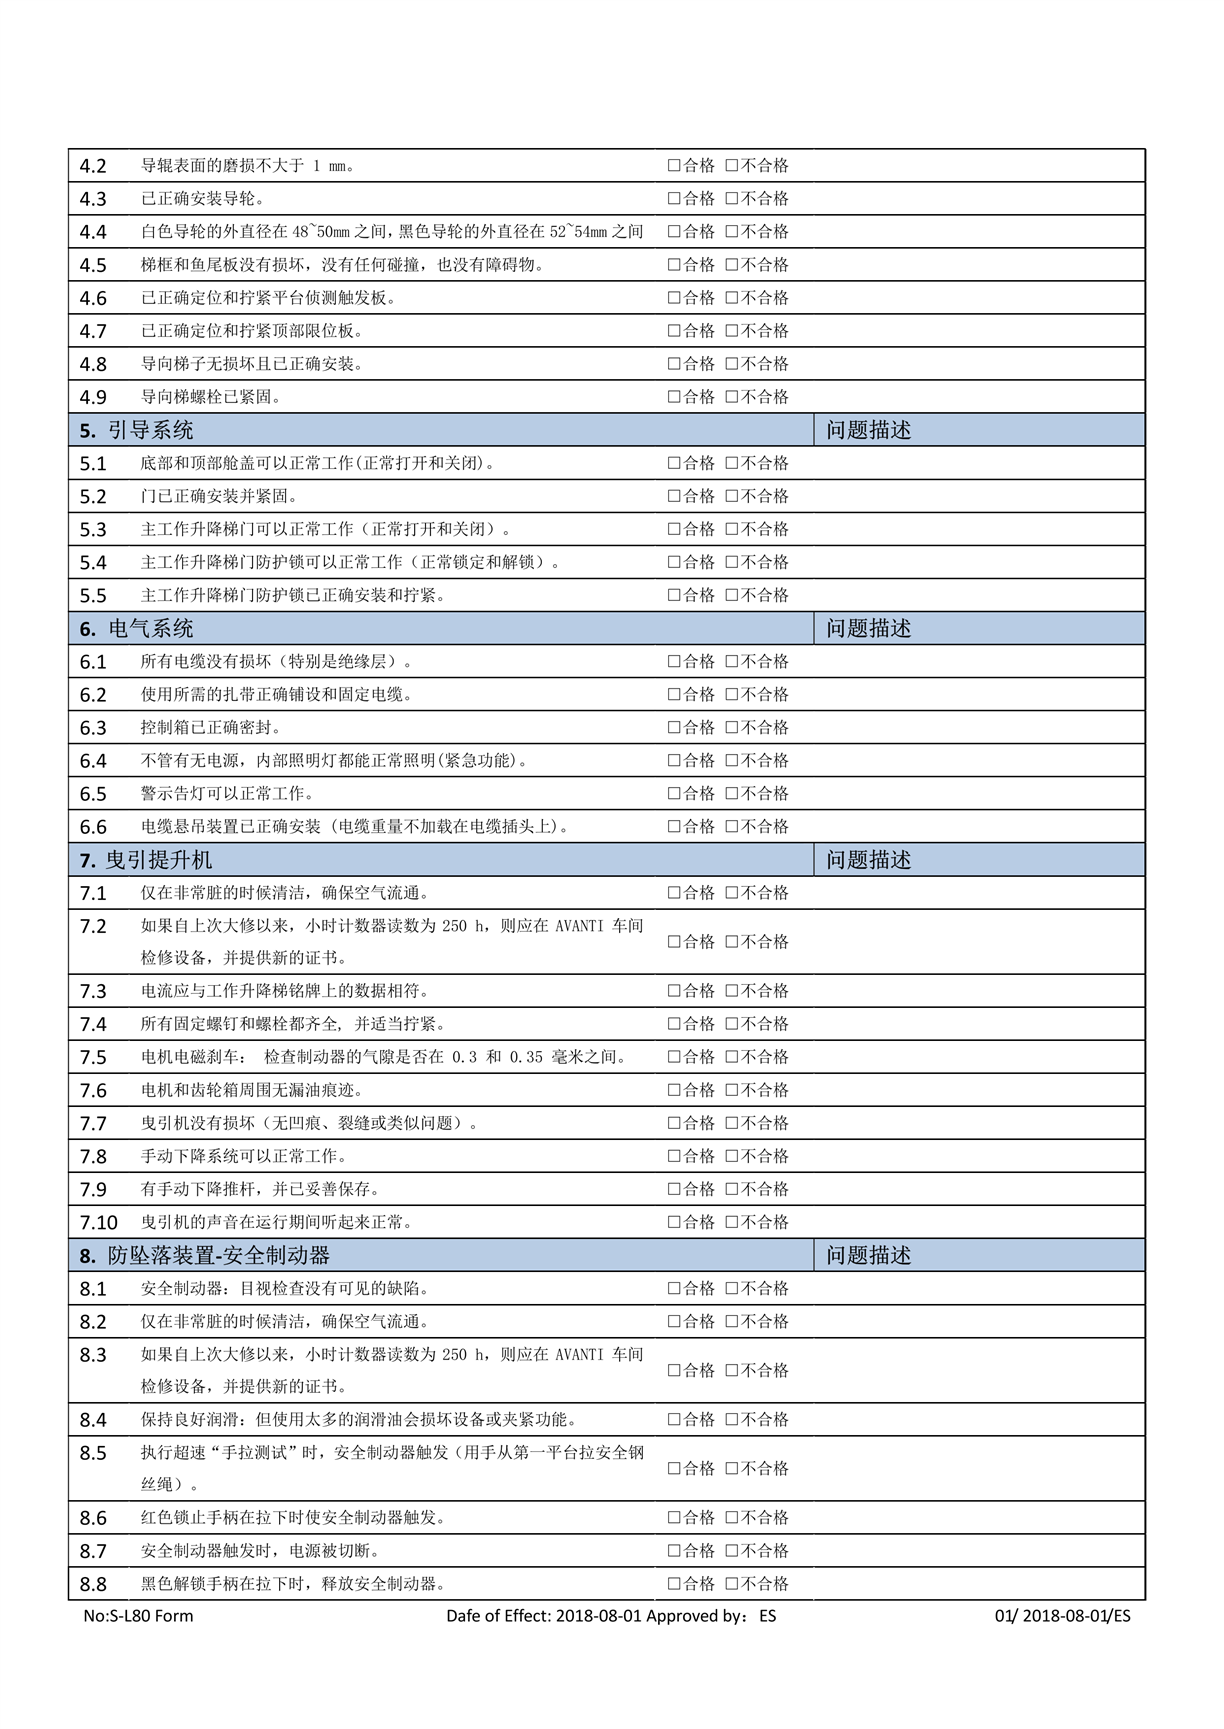 4.2 导辊表面的磨损不大于 1 mm。 □合格 □不合格
4.3 已正确安装导轮。 □合格 □不合格
4.4 白色导轮的外直径在 48~50mm 之间，黑色导轮的外直径在 52~54mm 之间 □合格 □不合格
4.5 梯框和鱼尾板没有损坏，没有任何碰撞，也没有障碍物。 □合格 □不合格
4.6 已正确定位和拧紧平台侦测触发板。 □合格 □不合格
4.7 已正确定位和拧紧顶部限位板。 □合格 □不合格
4.8 导向梯子无损坏且已正确安装。 □合格 □不合格
4.9 导向梯螺栓已紧固。 □合格 □不合格
5. 引导系统 问题描述
5.1 底部和顶部舱盖可以正常工作(正常打开和关闭)。 □合格 □不合格
5.2 门已正确安装并紧固。 □合格 □不合格
5.3 主工作升降梯门可以正常工作（正常打开和关闭）。 □合格 □不合格
5.4 主工作升降梯门防护锁可以正常工作（正常锁定和解锁）。 □合格 □不合格
5.5 主工作升降梯门防护锁已正确安装和拧紧。 □合格 □不合格
6. 电气系统 问题描述
6.1 所有电缆没有损坏（特别是绝缘层）。 □合格 □不合格
6.2 使用所需的扎带正确铺设和固定电缆。 □合格 □不合格
6.3 控制箱已正确密封。 □合格 □不合格
6.4 不管有无电源，内部照明灯都能正常照明(紧急功能)。 □合格 □不合格
6.5 警示告灯可以正常工作。 □合格 □不合格
6.6 电缆悬吊装置已正确安装 (电缆重量不加载在电缆插头上)。 □合格 □不合格
7. 曳引提升机 问题描述
7.1 仅在非常脏的时候清洁，确保空气流通。 □合格 □不合格
7.2 如果自上次大修以来，小时计数器读数为 250 h，则应在 AVANTI 车间
检修设备，并提供新的证书。 □合格 □不合格
7.3 电流应与工作升降梯铭牌上的数据相符。 □合格 □不合格
7.4 所有固定螺钉和螺栓都齐全, 并适当拧紧。 □合格 □不合格
7.5 电机电磁刹车： 检查制动器的气隙是否在 0.3 和 0.35 毫米之间。 □合格 □不合格
7.6 电机和齿轮箱周围无漏油痕迹。 □合格 □不合格
7.7 曳引机没有损坏（无凹痕、裂缝或类似问题）。 □合格 □不合格
7.8 手动下降系统可以正常工作。 □合格 □不合格
7.9 有手动下降推杆，并已妥善保存。 □合格 □不合格
7.10 曳引机的声音在运行期间听起来正常。 □合格 □不合格
8. 防坠落装置-安全制动器 问题描述
8.1 安全制动器：目视检查没有可见的缺陷。 □合格 □不合格
8.2 仅在非常脏的时候清洁，确保空气流通。 □合格 □不合格
8.3 如果自上次大修以来，小时计数器读数为 250 h，则应在 AVANTI 车间
检修设备，并提供新的证书。 □合格 □不合格
8.4 保持良好润滑：但使用太多的润滑油会损坏设备或夹紧功能。 □合格 □不合格
8.5 执行超速“手拉测试”时，安全制动器触发（用手从第一平台拉安全钢
丝绳）。 □合格 □不合格
8.6 红色锁止手柄在拉下时使安全制动器触发。 □合格 □不合格
8.7 安全制动器触发时，电源被切断。 □合格 □不合格
8.8 黑色解锁手柄在拉下时，释放安全制动器。 □合格 □不合格
No:S-L80 Form Dafe of Effect: 2018-08-01 Approved by：ES 01/ 2018-08-01/ES